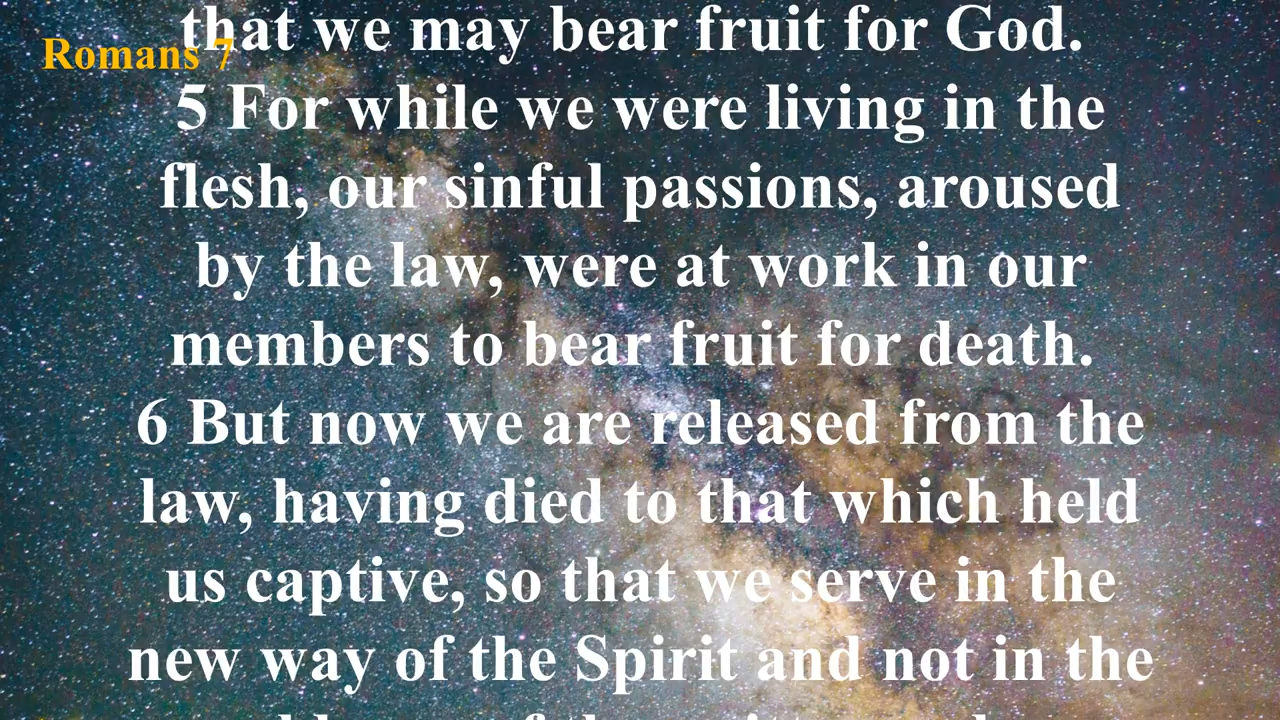 that we may bear fruit for God.
Romans 7
5 For while we were living in the
flesh, our sinful passions, aroused
by the law, were at work in our
members to bear fruit for death.
6 But now we are released from the
law, having died to that which held
us captive, so that we serve in the
new way of the Spirit and not in the